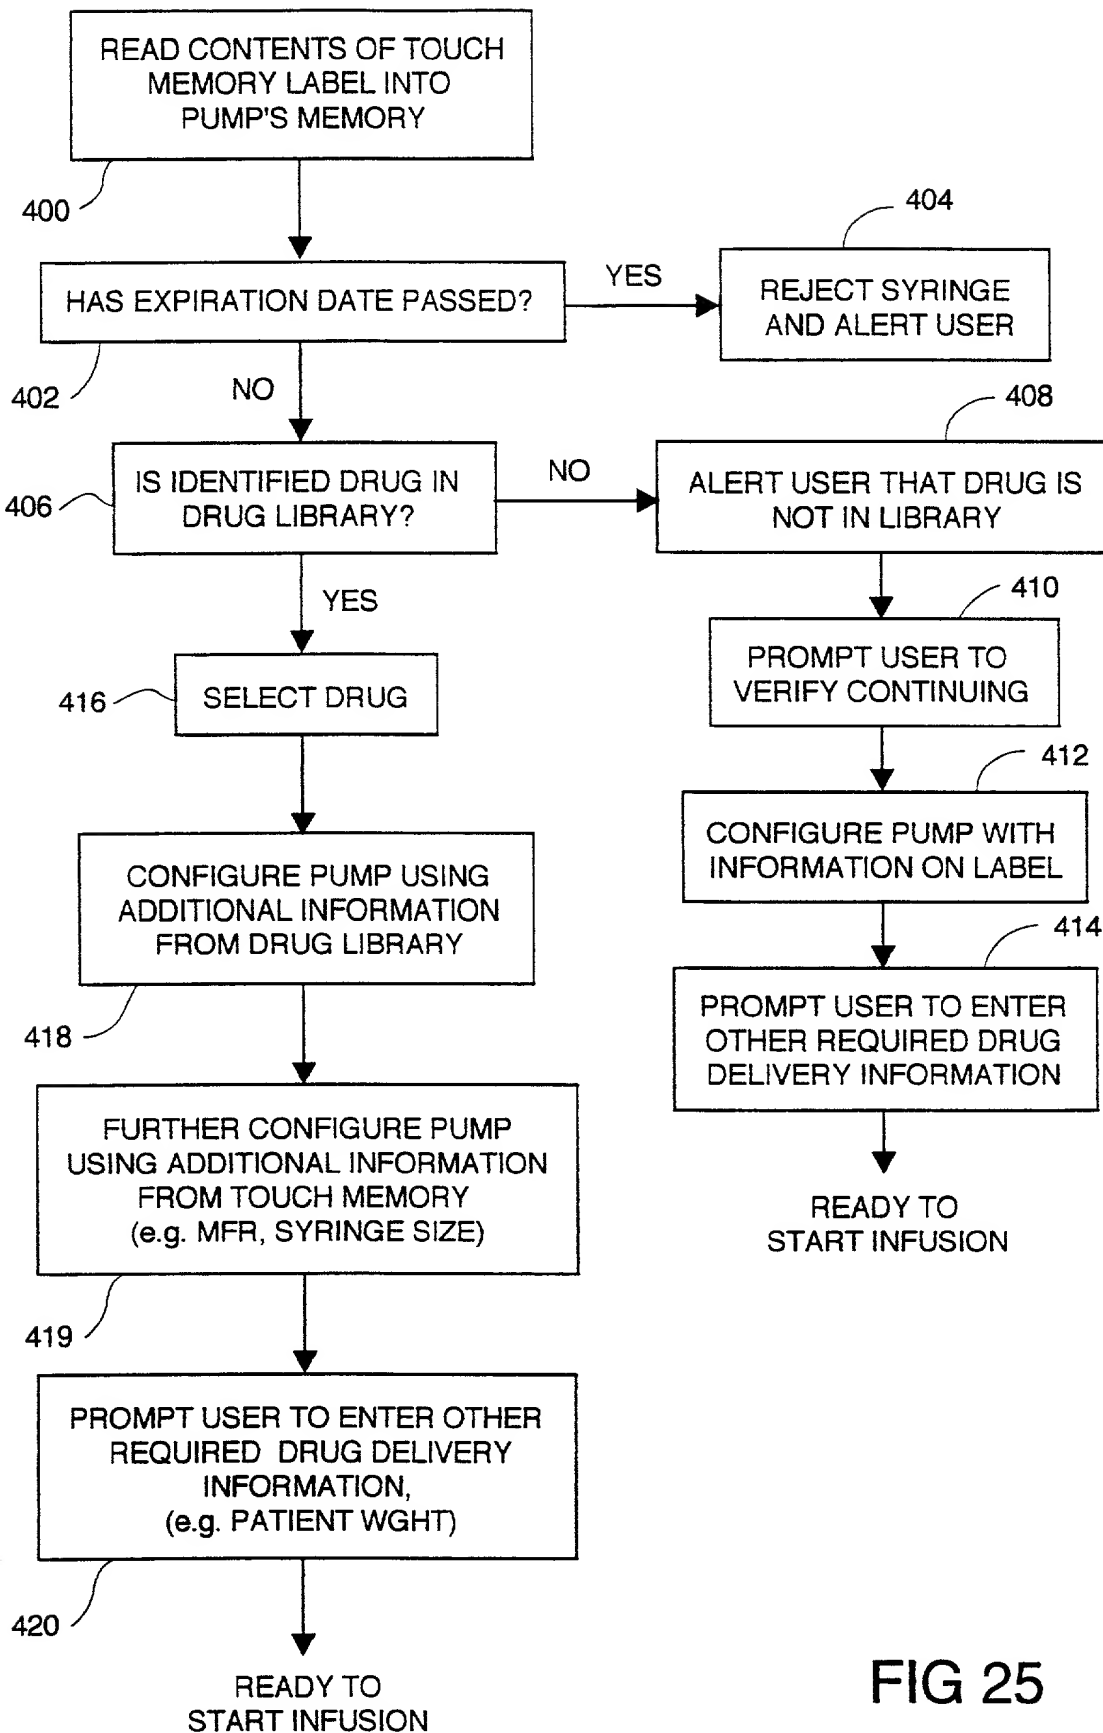 READ CONTENTS OF TOUCH
MEMORY LABEL INTO
PUMP'S MEMORY
400
404
HAS EXPIRATION DATE PASSED?
YES
REJECT SYRINGE
AND ALERT USER
402
NO
408
IS IDENTIFIED DRUG IN
DRUG LIBRARY?
406
NO
ALERT USER THAT DRUG IS
NOT IN LIBRARY
YES
410
PROMPT USER TO
VERIFY CONTINUING
416
SELECT DRUG
412
CONFIGURE PUMP WITH
INFORMATION ON LABEL
CONFIGURE PUMP USING
ADDITIONAL INFORMATION
FROM DRUG LIBRARY
414
PROMPT USER TO ENTER
OTHER REQUIRED DRUG
DELIVERY INFORMATION
418
FURTHER CONFIGURE PUMP
USING ADDITIONAL INFORMATION
FROM TOUCH MEMORY
(e.g. MFR, SYRINGE SIZE)
READY TO
START INFUSION
419
PROMPT USER TO ENTER OTHER
REQUIRED DRUG DELIVERY
INFORMATION,
(e.g. PATIENT WGHT)
420
READY TO
START INFUSION
FIG 25